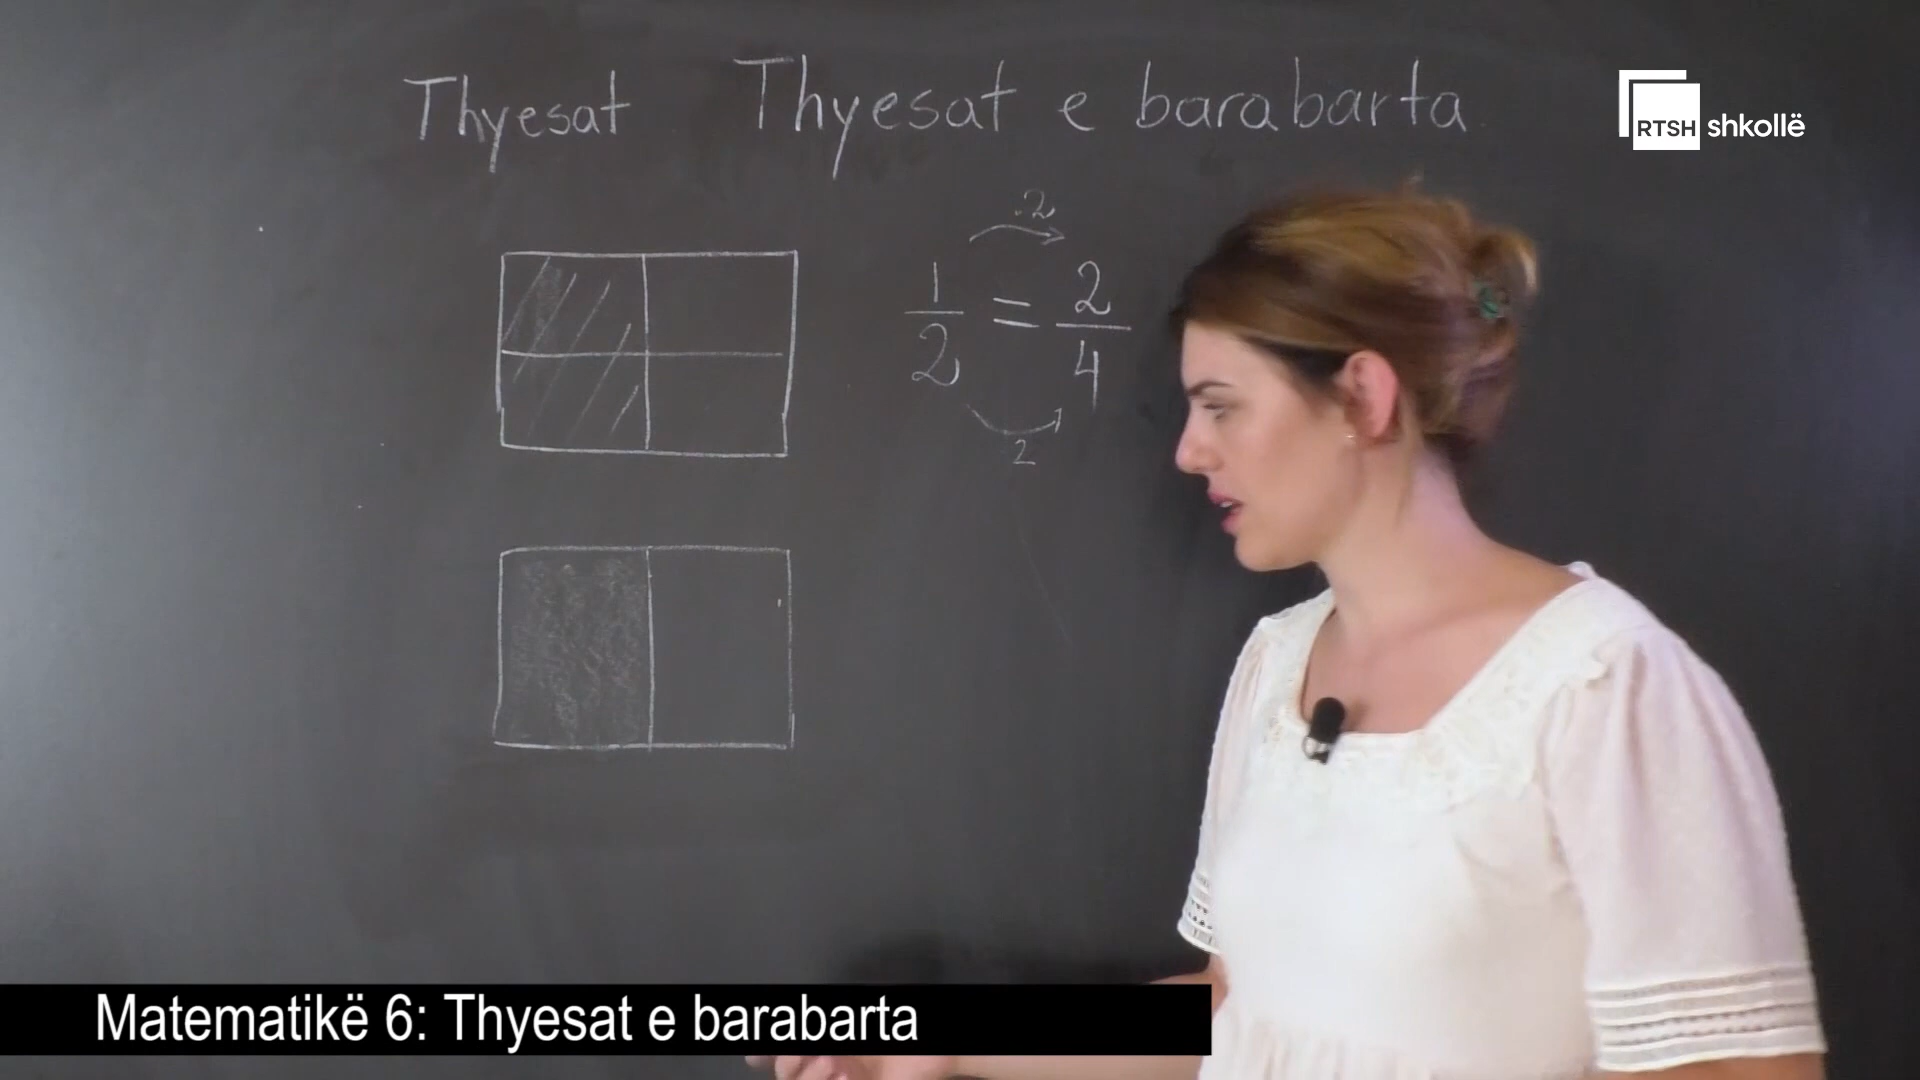 Thyesat Thyesat e barabarta
RTSH shkollë
.2
1/2 = 2/4
2
Matematikë 6: Thyesat e barabarta